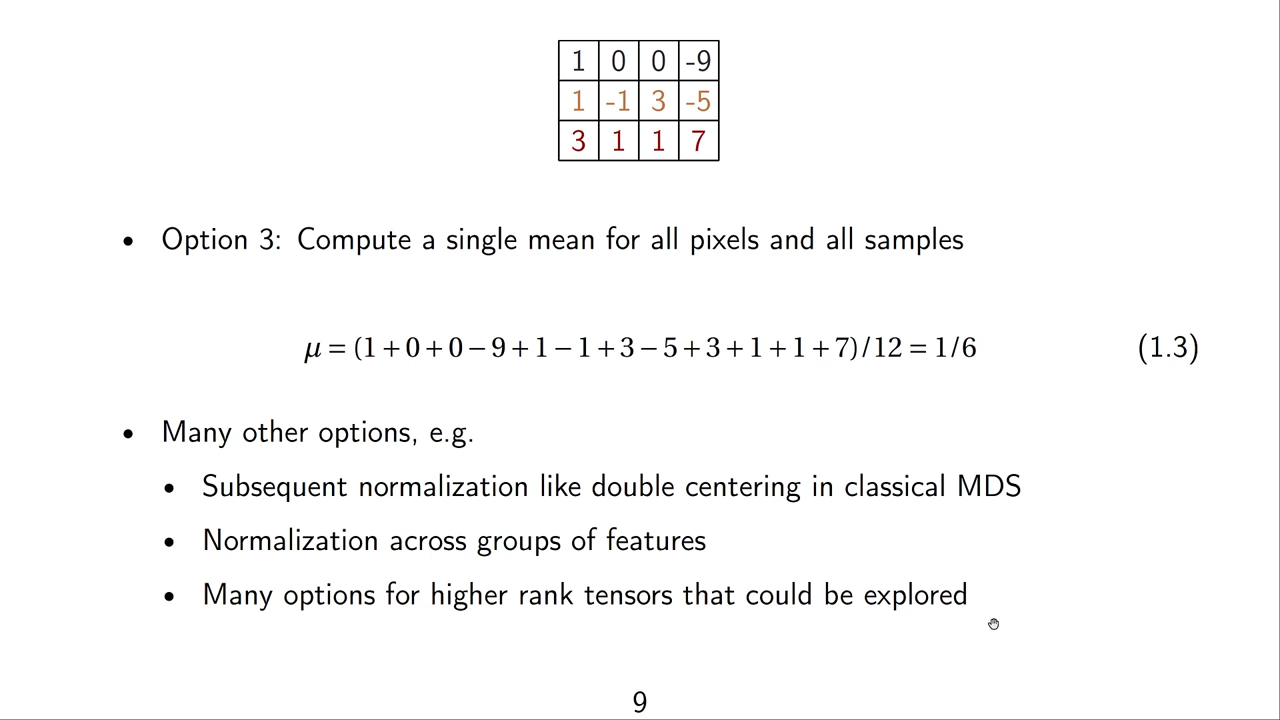 1 0 0 -9
1 -1 3 -5
3 1 1 7
• Option 3: Compute a single mean for all pixels and all samples
μ = (1 + 0 + 0 − 9 + 1 − 1 + 3 − 5 + 3 + 1 + 1 + 7)/12 = 1/6 (1.3)
• Many other options, e.g.
• Subsequent normalization like double centering in classical MDS
• Normalization across groups of features
• Many options for higher rank tensors that could be explored
9